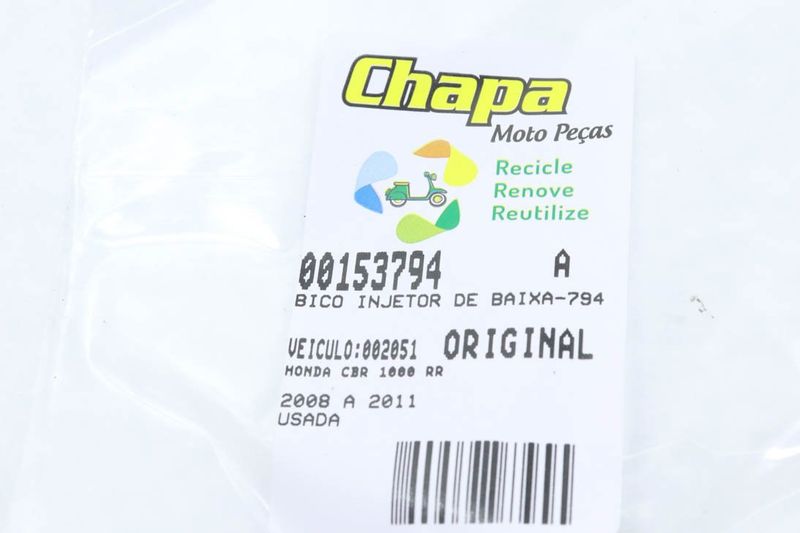 Chapa
Moto Peças
Recicle
Renove
Reutilize
00153794 A
BICO INJETOR DE BAIXA-794
VEICULO:002051 ORIGINAL
HONDA CBR 1000 RR
2008 A 2011
USADA